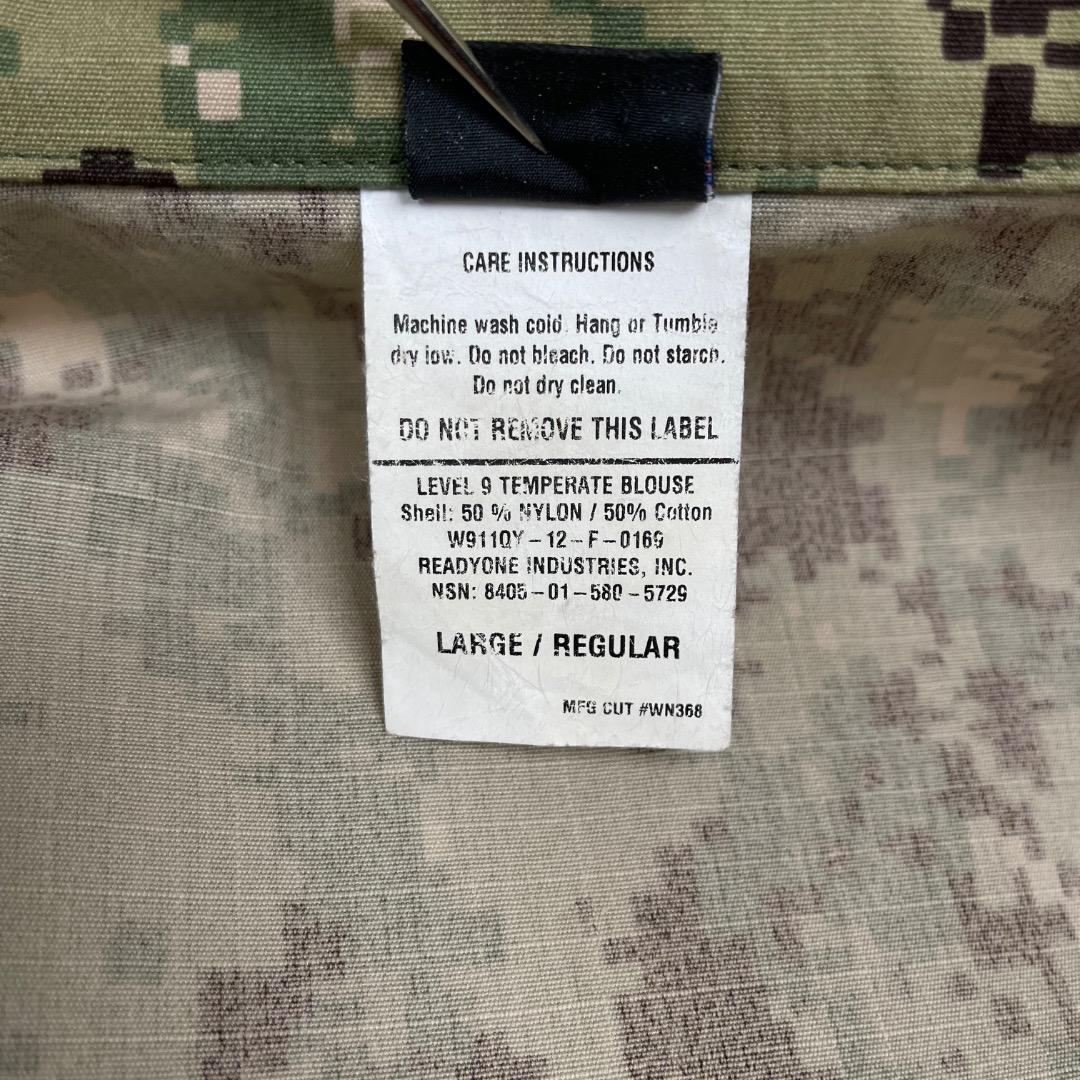 CARE INSTRUCTIONS
Machine wash cold. Hang or Tumble
dry low. Do not bleach. Do not starch.
Do not dry clean.
DO NOT REMOVE THIS LABEL
LEVEL 9 TEMPERATE BLOUSE
Shell: 50 % NYLON / 50% Cotton
W911QY-12-F-0169
READYONE INDUSTRIES, INC.
NSN: 8405-01-580-5729
LARGE / REGULAR
MFG CUT #WN368